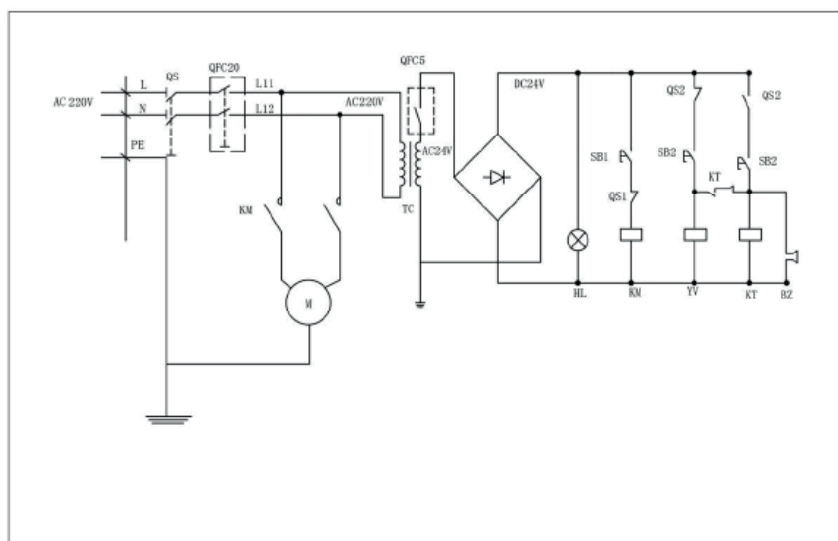 QS
QFC20
QFC5
L
L11
AC 220V
N
L12
AC220V
PE
AC24V
TC
DC24V
QS2
QS2
SB1
SB2
SB2
KT
QS1
KM
M
HL
KM
YV
KT
BZ